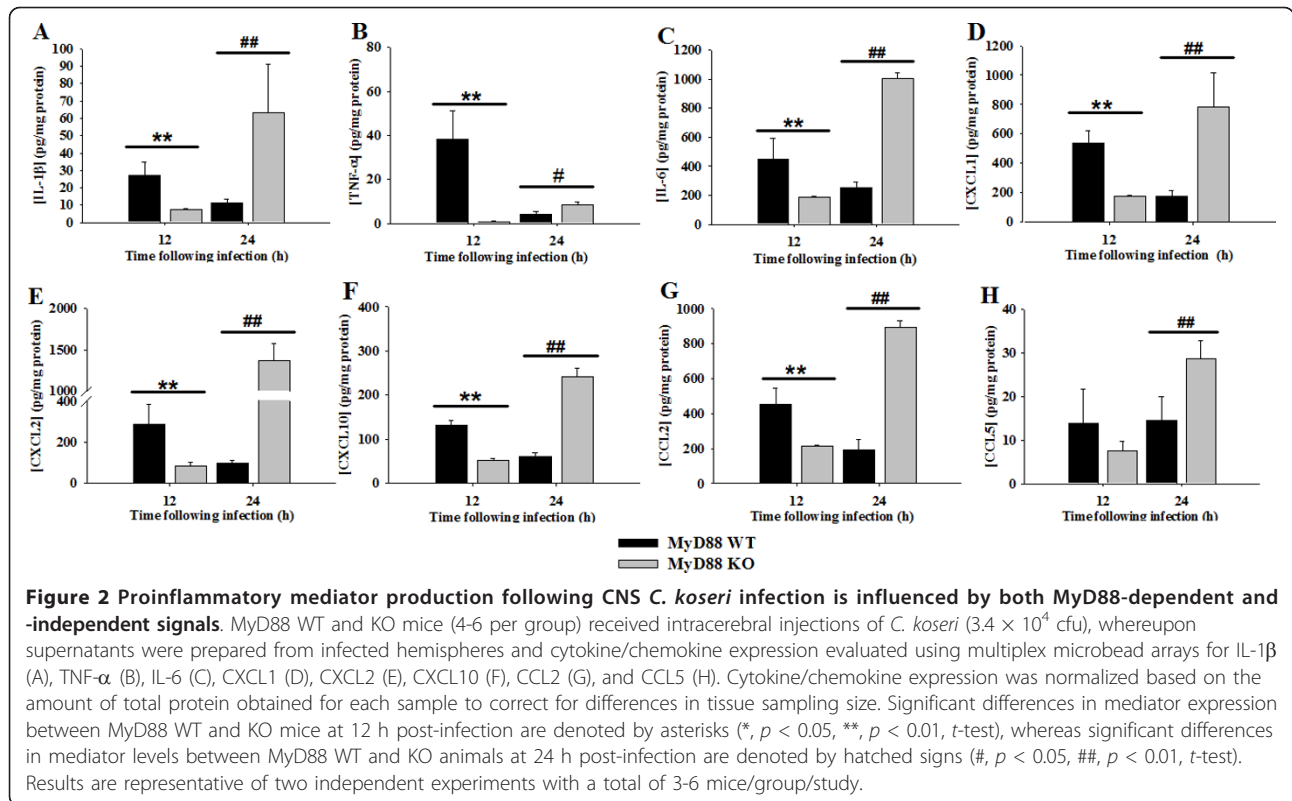 A
[IL-1β] (pg/mg protein)
100
90
80
70
60
50
40
30
20
10
0
**
##
12
24
Time following infection (h)
B
[TNF-α] (pg/mg protein)
80
60
40
20
0
**
#
12
24
Time following infection (h)
C
[IL-6] (pg/mg protein)
1200
1000
800
600
400
200
0
**
##
12
24
Time following infection (h)
D
[CXCL1] (pg/mg protein)
1200
1000
800
600
400
200
0
**
##
12
24
Time following infection (h)
E
[CXCL2] (pg/mg protein)
2000
1500
1000
400
200
0
**
##
12
24
Time following infection (h)
F
[CXCL10] (pg/mg protein)
400
300
200
100
0
**
##
12
24
Time following infection (h)
G
[CCL2] (pg/mg protein)
1000
800
600
400
200
0
**
##
12
24
Time following infection (h)
H
[CCL5] (pg/mg protein)
40
30
20
10
0
##
12
24
Time following infection (h)
MyD88 WT
MyD88 KO
Figure 2 Proinflammatory mediator production following CNS C. koseri infection is influenced by both MyD88-dependent and
-independent signals. MyD88 WT and KO mice (4-6 per group) received intracerebral injections of C. koseri (3.4 × 10⁴ cfu), whereupon
supernatants were prepared from infected hemispheres and cytokine/chemokine expression evaluated using multiplex microbead arrays for IL-1β
(A), TNF-α (B), IL-6 (C), CXCL1 (D), CXCL2 (E), CXCL10 (F), CCL2 (G), and CCL5 (H). Cytokine/chemokine expression was normalized based on the
amount of total protein obtained for each sample to correct for differences in tissue sampling size. Significant differences in mediator expression
between MyD88 WT and KO mice at 12 h post-infection are denoted by asterisks (*, p < 0.05, **, p < 0.01, t-test), whereas significant differences
in mediator levels between MyD88 WT and KO animals at 24 h post-infection are denoted by hatched signs (#, p < 0.05, ##, p < 0.01, t-test).
Results are representative of two independent experiments with a total of 3-6 mice/group/study.